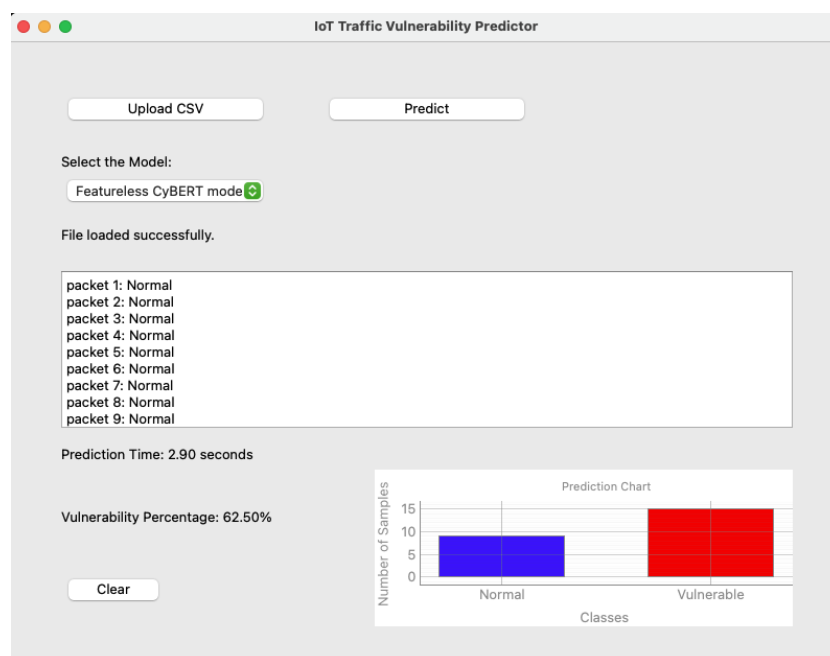 IoT Traffic Vulnerability Predictor
Upload CSV
Predict
Select the Model:
Featureless CyBERT mode
File loaded successfully.
packet 1: Normal
packet 2: Normal
packet 3: Normal
packet 4: Normal
packet 5: Normal
packet 6: Normal
packet 7: Normal
packet 8: Normal
packet 9: Normal
Prediction Time: 2.90 seconds
Vulnerability Percentage: 62.50%
Clear
Prediction Chart
Number of Samples
15
10
5
0
Normal
Vulnerable
Classes